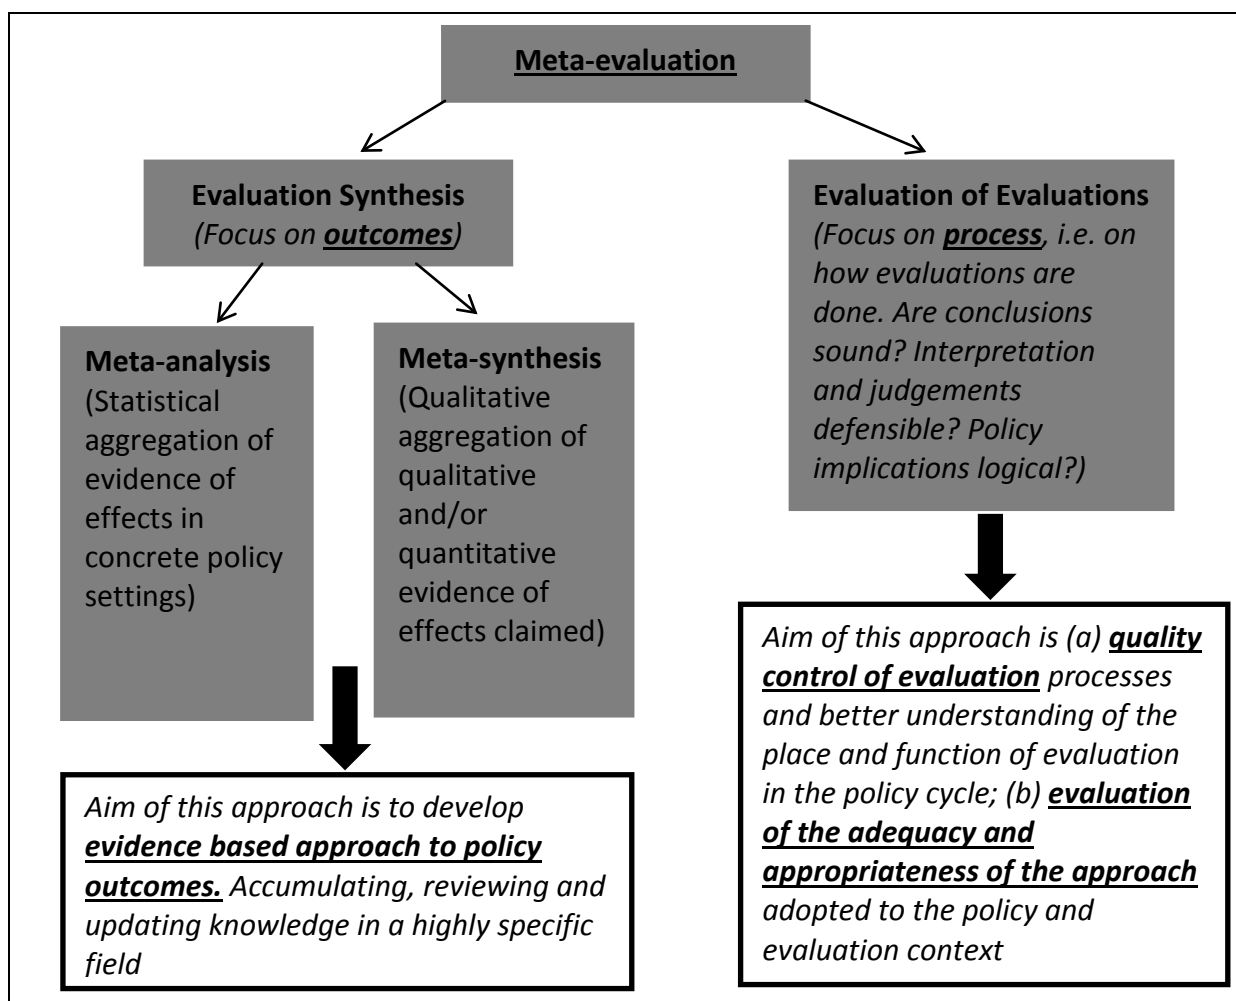 Meta-evaluation
Evaluation Synthesis
(Focus on outcomes)
Evaluation of Evaluations
(Focus on process, i.e. on
how evaluations are
done. Are conclusions
sound? Interpretation
and judgements
defensible? Policy
implications logical?)
Meta-analysis
(Statistical
aggregation of
evidence of
effects in
concrete policy
settings)
Meta-synthesis
(Qualitative
aggregation of
qualitative
and/or
quantitative
evidence of
effects claimed)
Aim of this approach is to develop
evidence based approach to policy
outcomes. Accumulating, reviewing and
updating knowledge in a highly specific
field
Aim of this approach is (a) quality
control of evaluation processes
and better understanding of the
place and function of evaluation
in the policy cycle; (b) evaluation
of the adequacy and
appropriateness of the approach
adopted to the policy and
evaluation context